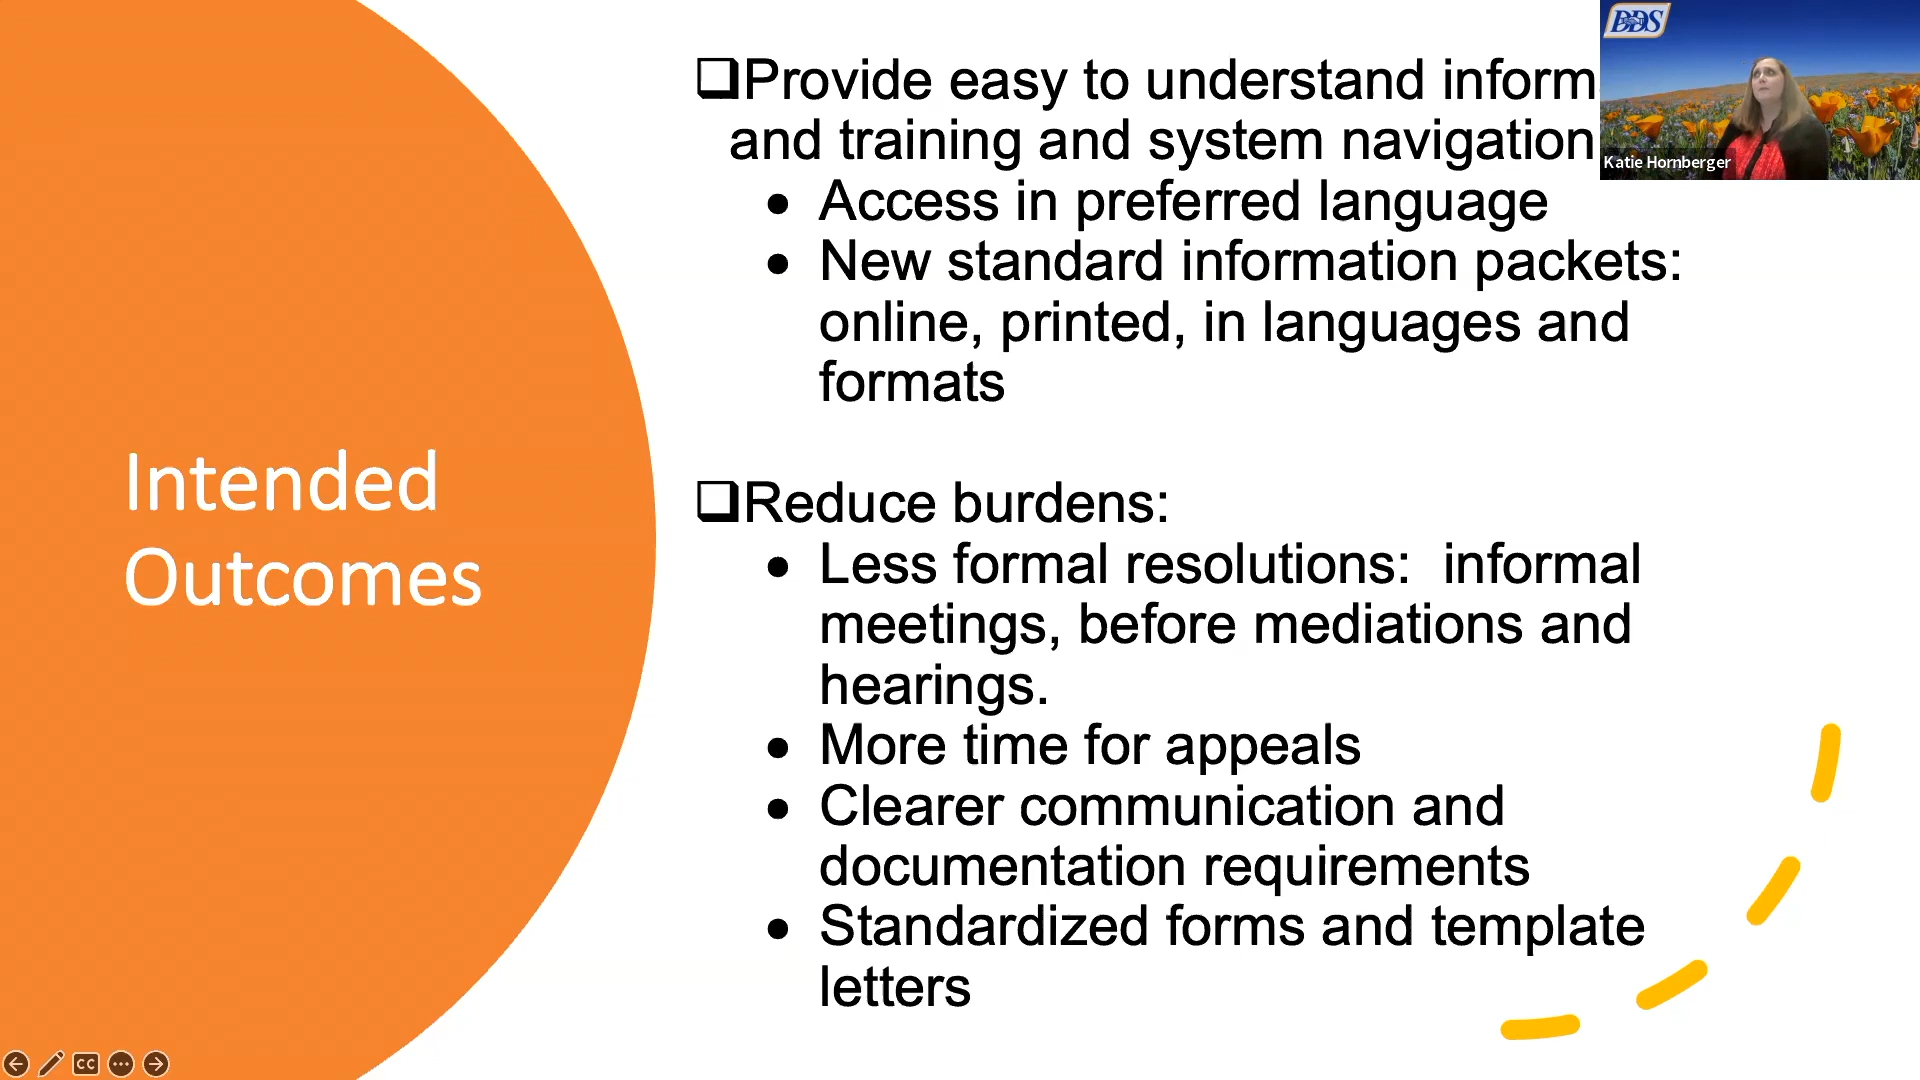 Intended
Outcomes
Provide easy to understand inform
and training and system navigation
• Access in preferred language
• New standard information packets:
online, printed, in languages and
formats
Reduce burdens:
• Less formal resolutions:  informal
meetings, before mediations and
hearings.
• More time for appeals
• Clearer communication and
documentation requirements
• Standardized forms and template
letters
DDS
Katie Hornberger
CC